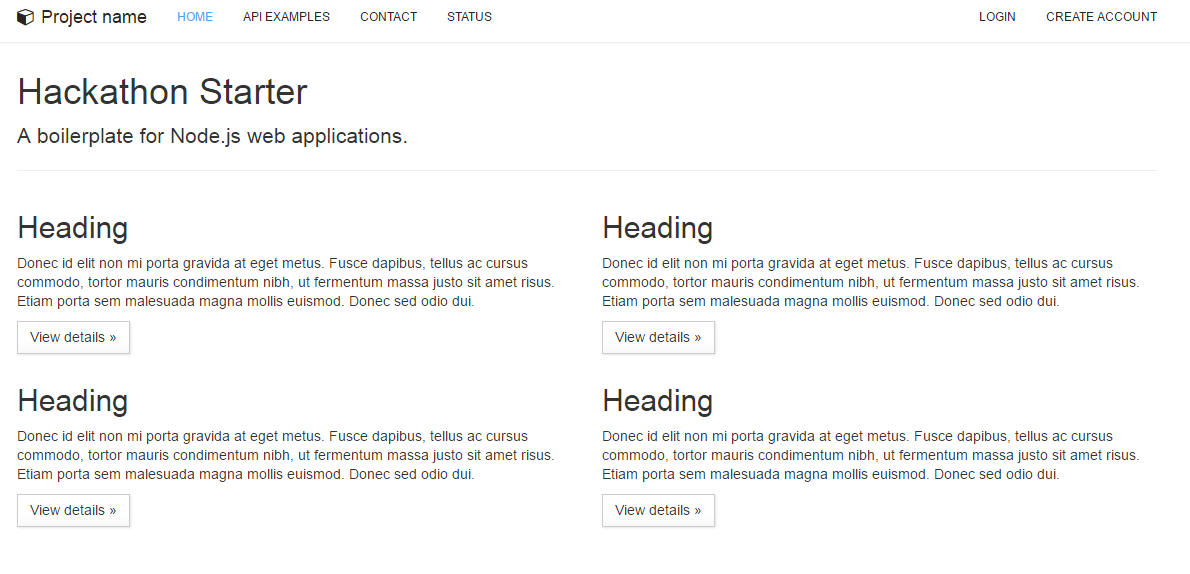 Project name HOME API EXAMPLES CONTACT STATUS LOGIN CREATE ACCOUNT
Hackathon Starter
A boilerplate for Node.js web applications.
Heading
Donec id elit non mi porta gravida at eget metus. Fusce dapibus, tellus ac cursus
commodo, tortor mauris condimentum nibh, ut fermentum massa justo sit amet risus.
Etiam porta sem malesuada magna mollis euismod. Donec sed odio dui.
View details »
Heading
Donec id elit non mi porta gravida at eget metus. Fusce dapibus, tellus ac cursus
commodo, tortor mauris condimentum nibh, ut fermentum massa justo sit amet risus.
Etiam porta sem malesuada magna mollis euismod. Donec sed odio dui.
View details »
Heading
Donec id elit non mi porta gravida at eget metus. Fusce dapibus, tellus ac cursus
commodo, tortor mauris condimentum nibh, ut fermentum massa justo sit amet risus.
Etiam porta sem malesuada magna mollis euismod. Donec sed odio dui.
View details »
Heading
Donec id elit non mi porta gravida at eget metus. Fusce dapibus, tellus ac cursus
commodo, tortor mauris condimentum nibh, ut fermentum massa justo sit amet risus.
Etiam porta sem malesuada magna mollis euismod. Donec sed odio dui.
View details »